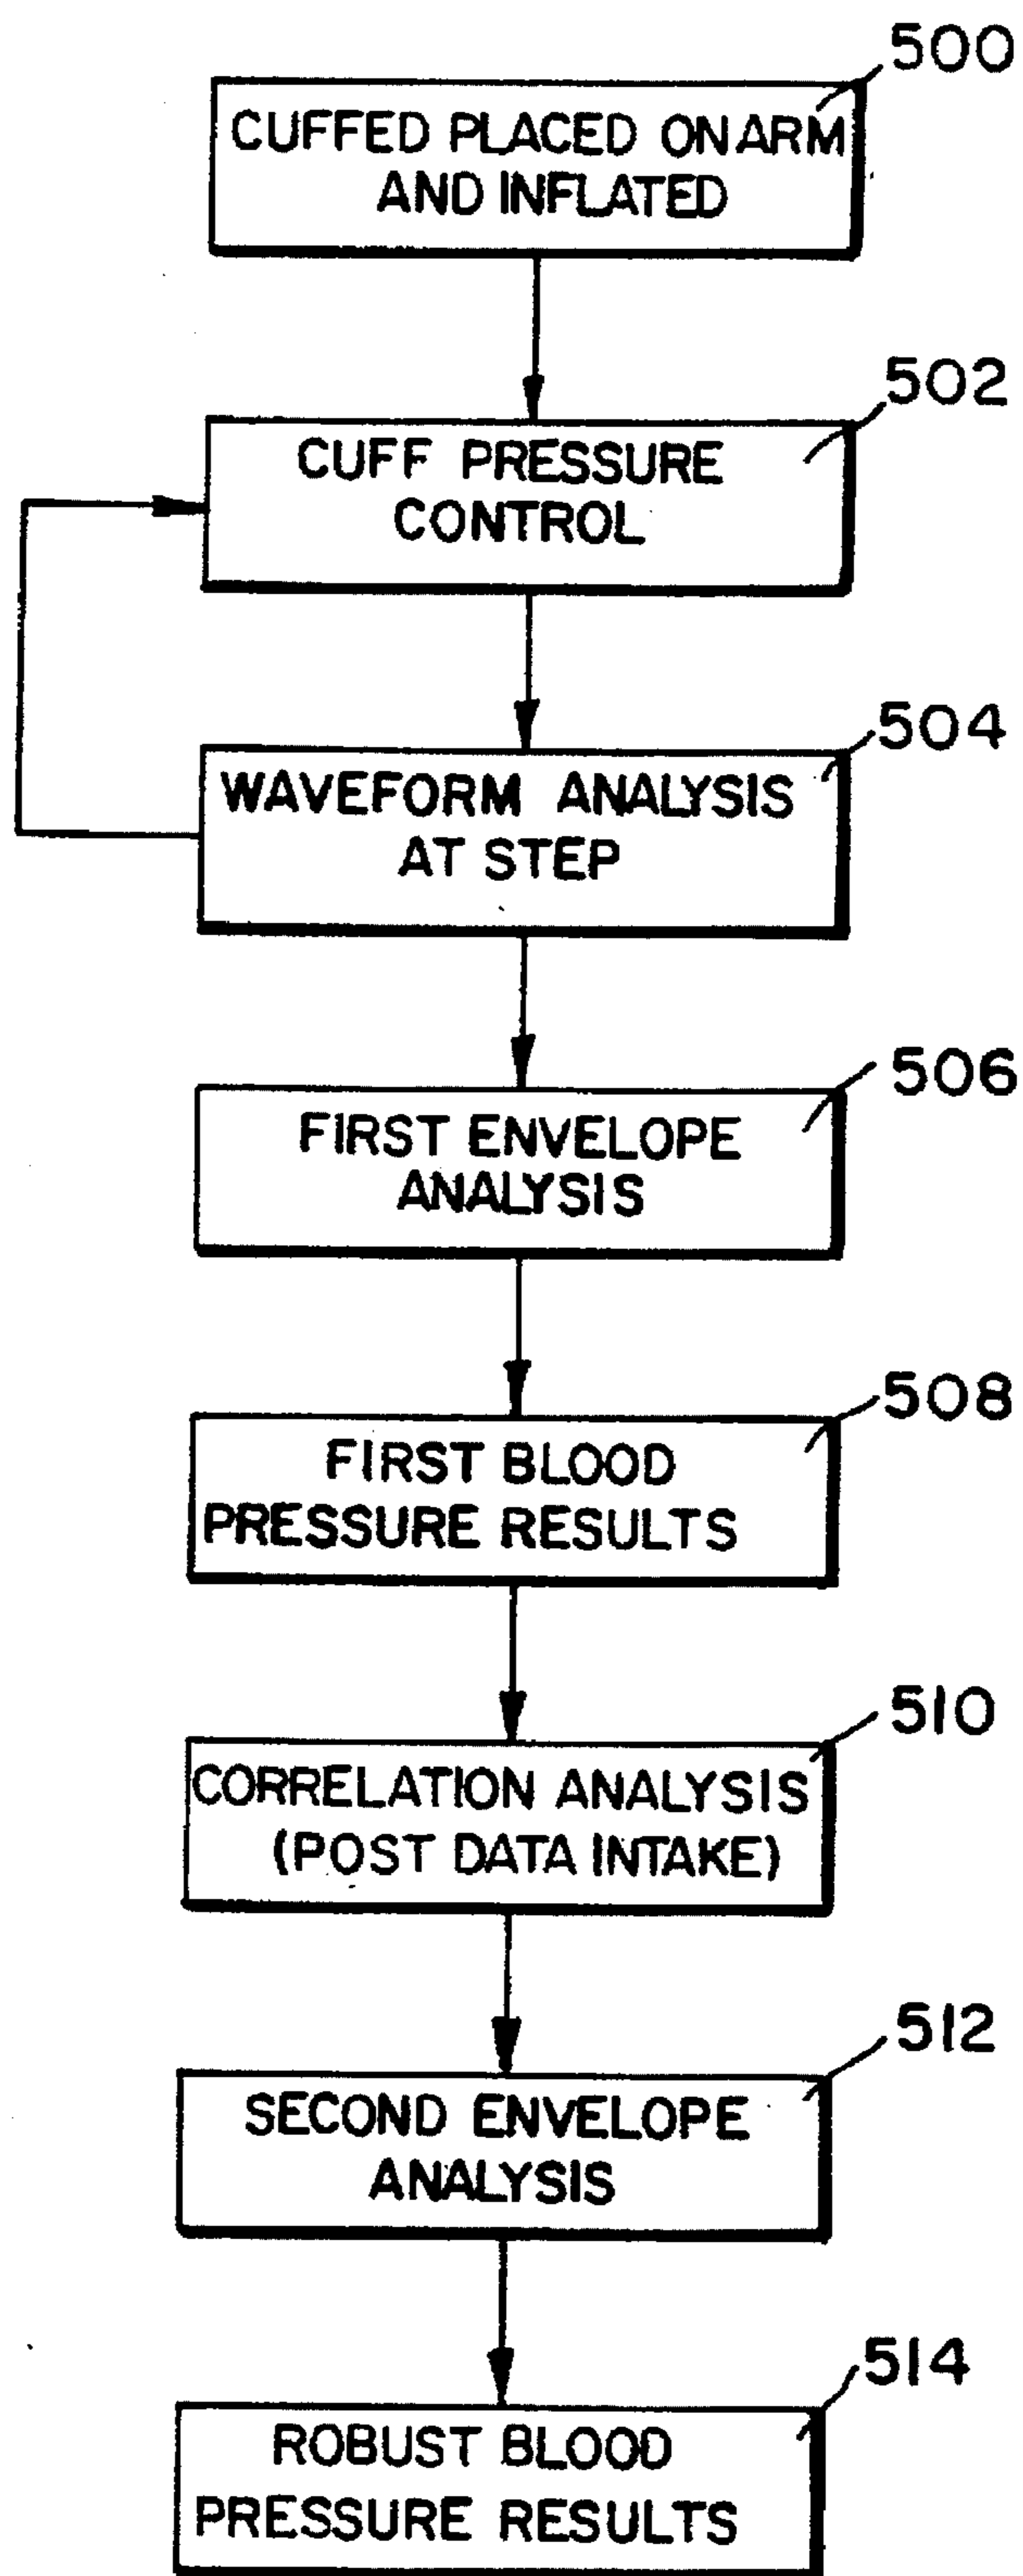 500
CUFFED PLACED ON ARM
AND INFLATED
502
CUFF PRESSURE
CONTROL
504
WAVEFORM ANALYSIS
AT STEP
506
FIRST ENVELOPE
ANALYSIS
508
FIRST BLOOD
PRESSURE RESULTS
510
CORRELATION ANALYSIS
(POST DATA INTAKE)
512
SECOND ENVELOPE
ANALYSIS
514
ROBUST BLOOD
PRESSURE RESULTS